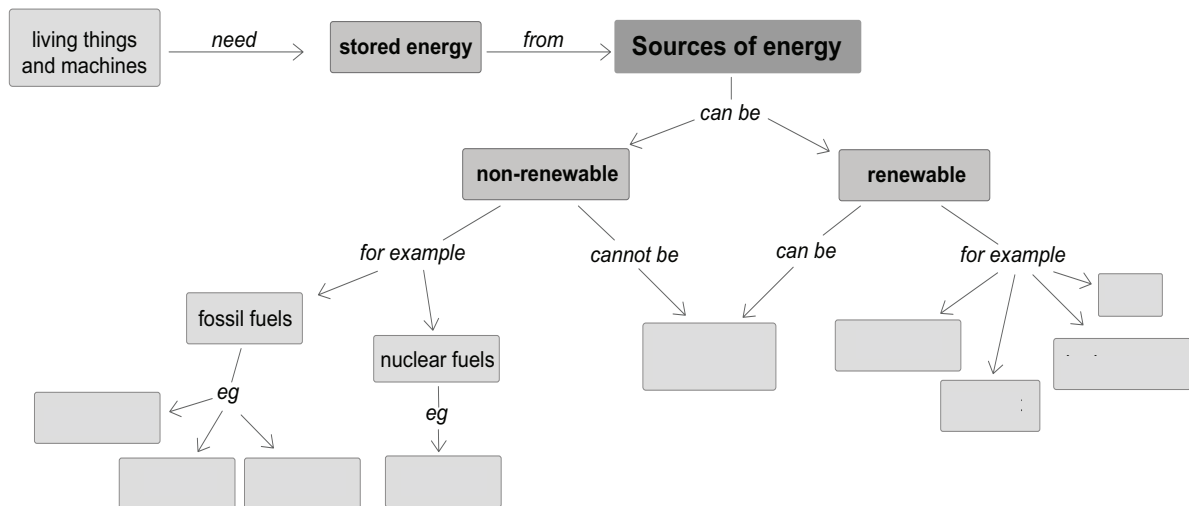 living things
and machines
need
stored energy
from
Sources of energy
can be
non-renewable
renewable
for example
cannot be
can be
for example
fossil fuels
nuclear fuels
eg
eg